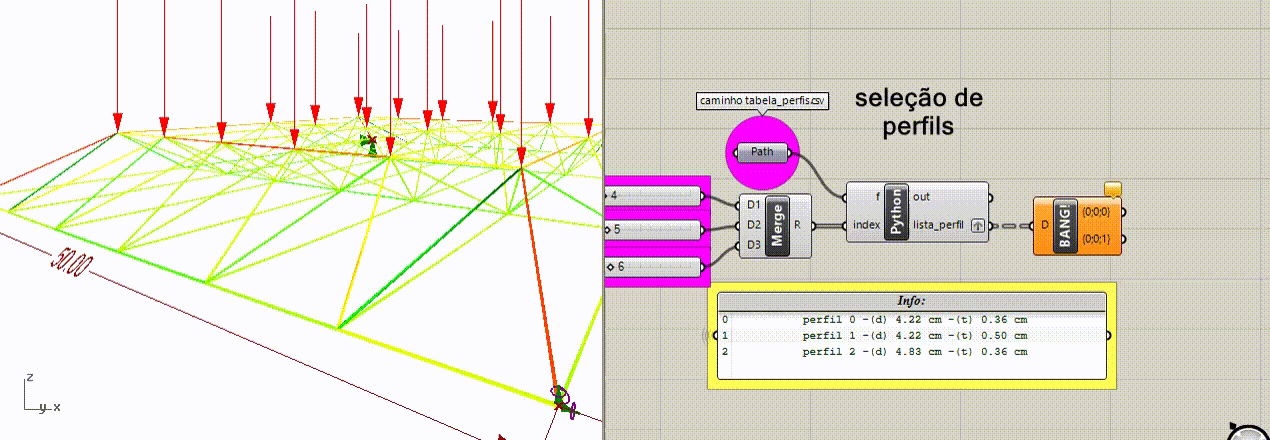 50.00
z
y x
seleção de
perfils
caminho tabela_perfis.csv
Path
4
5
6
D1
D2
D3
Merge
R
f
index
Python
out
lista_perfil
D
BANG!
{0;0;0}
{0;0;1}
Info:
0 perfil 0 -(d) 4.22 cm -(t) 0.36 cm
1 perfil 1 -(d) 4.22 cm -(t) 0.50 cm
2 perfil 2 -(d) 4.83 cm -(t) 0.36 cm